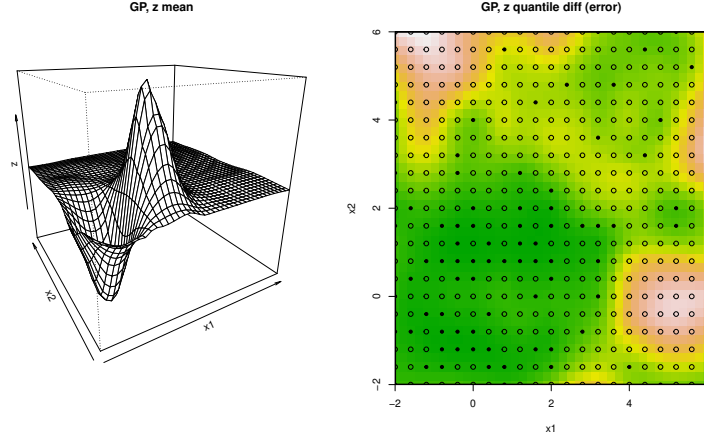 GP, z mean
z
x2
x1
GP, z quantile diff (error)
6
4
2
0
−2
x2
−2
0
2
4
x1